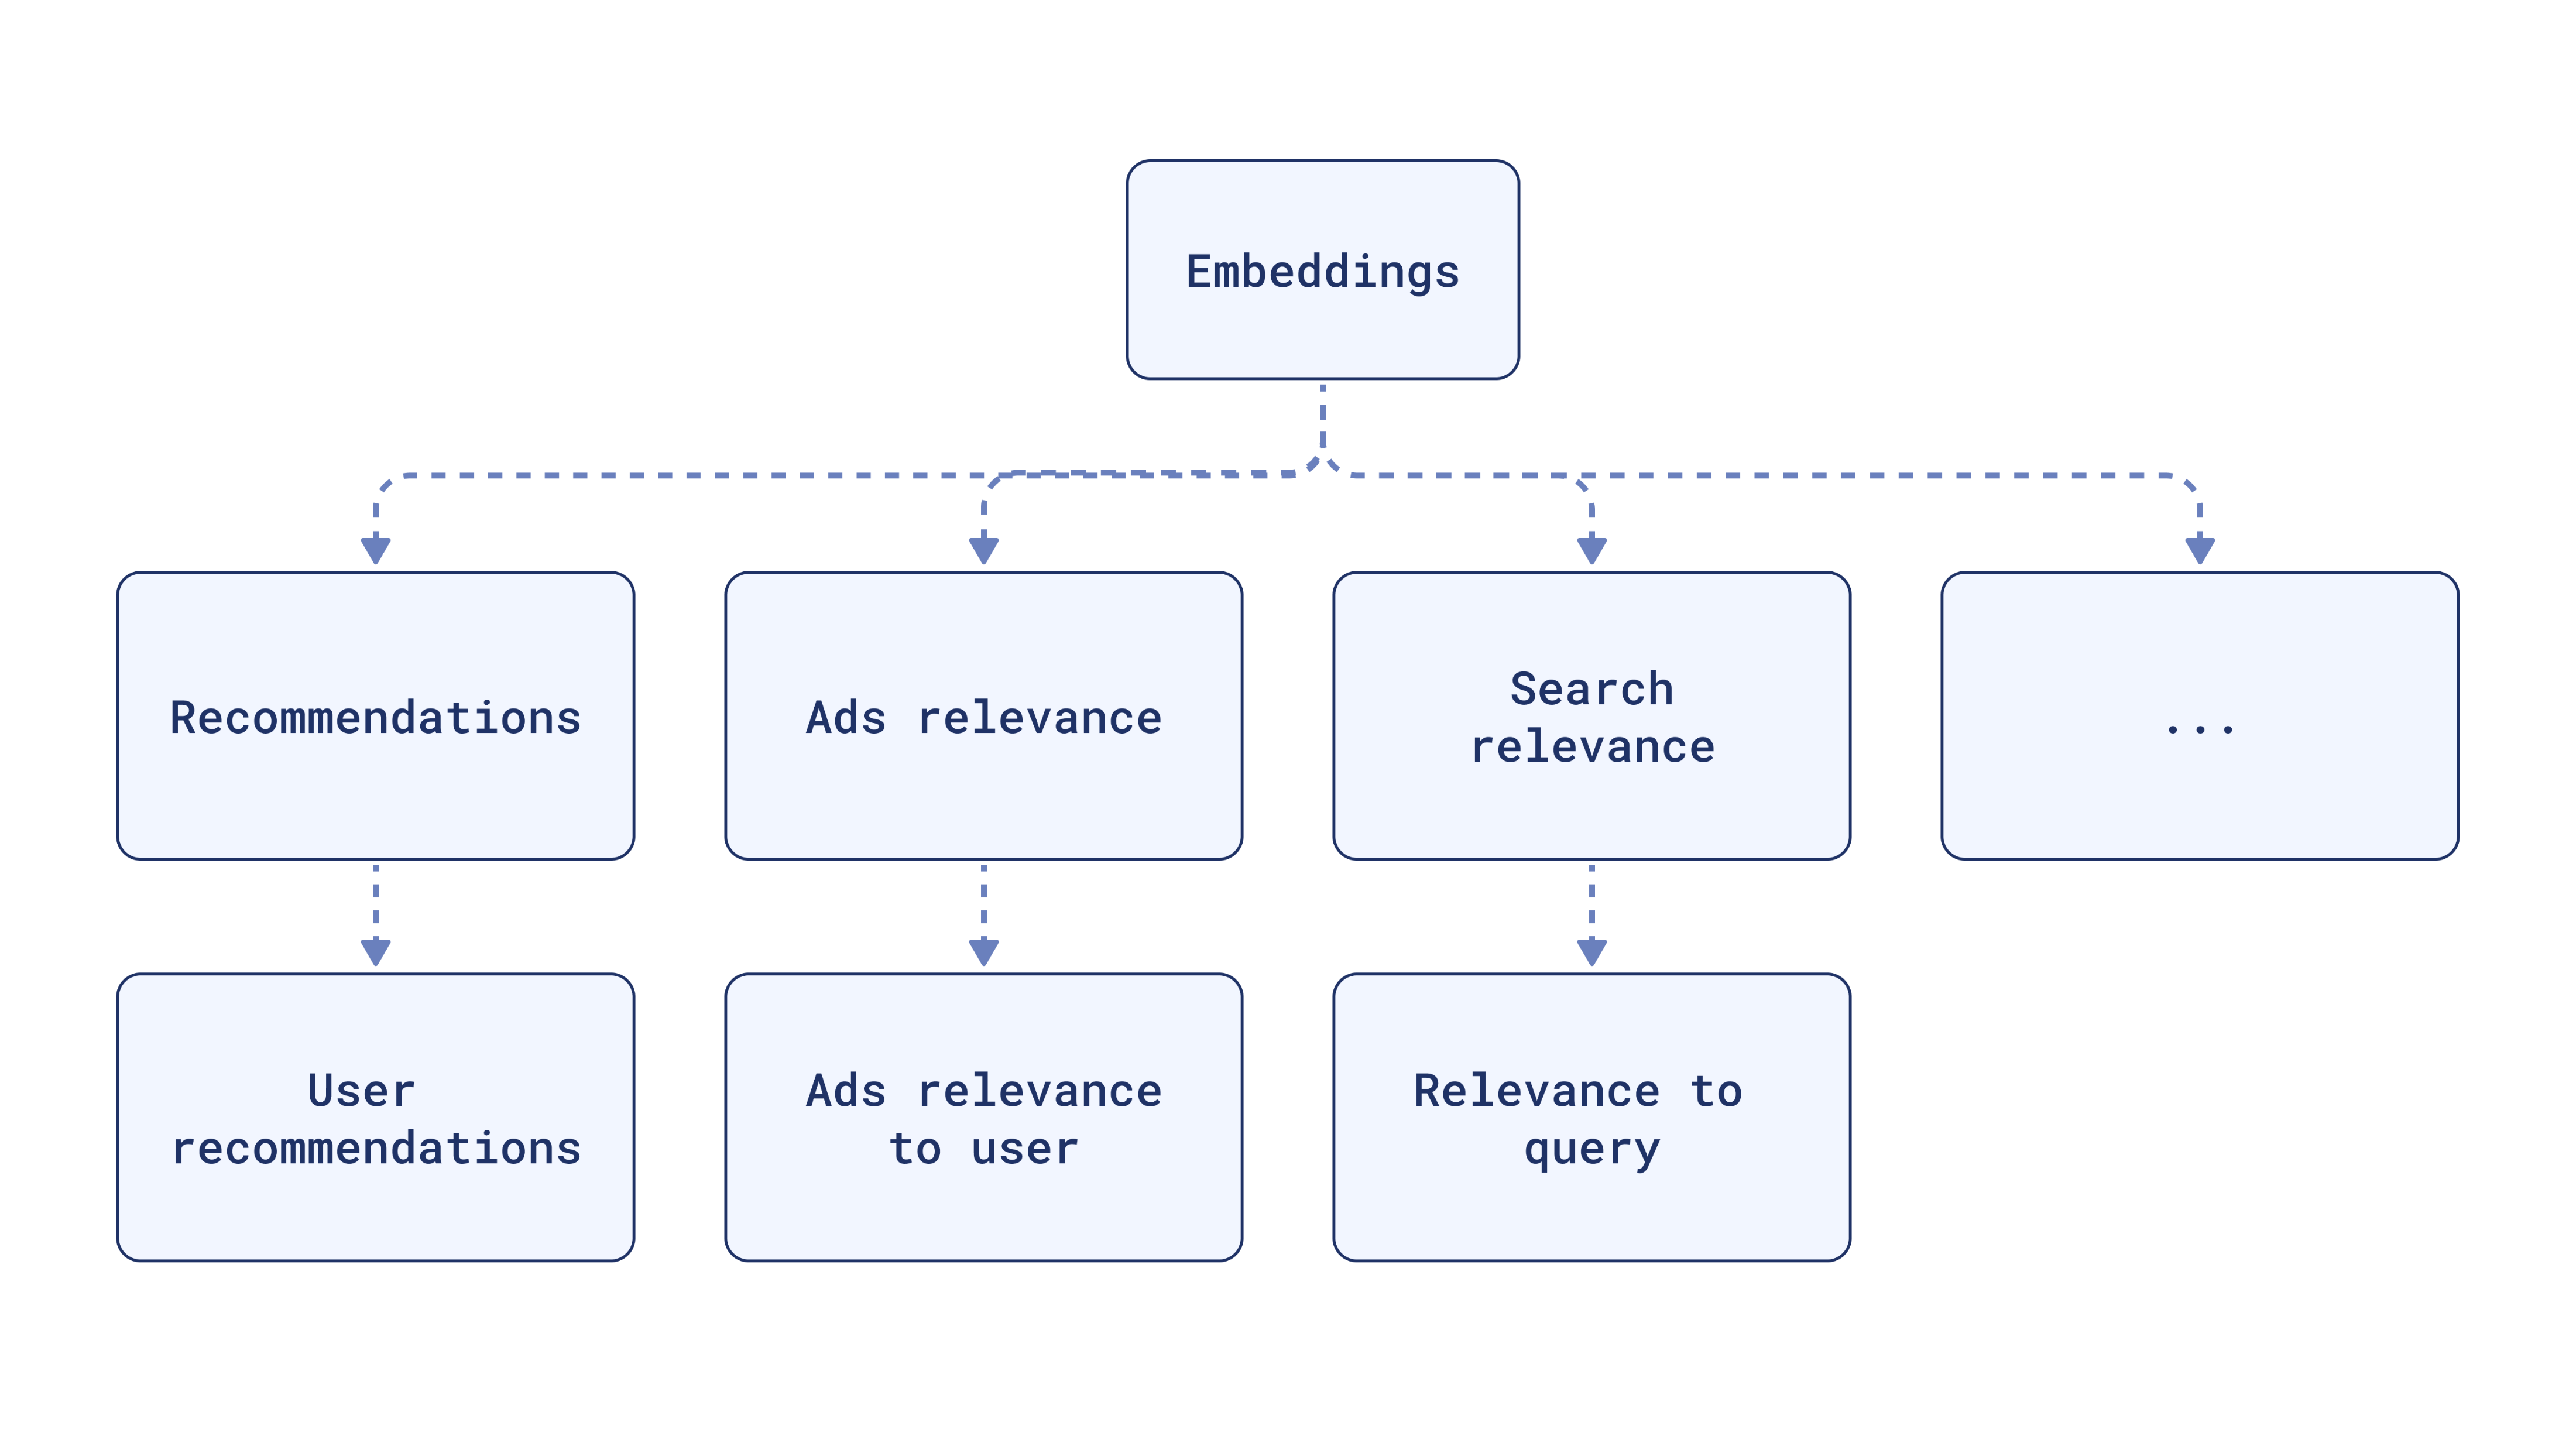 Embeddings
Recommendations
Ads relevance
Search
relevance
...
User
recommendations
Ads relevance
to user
Relevance to
query